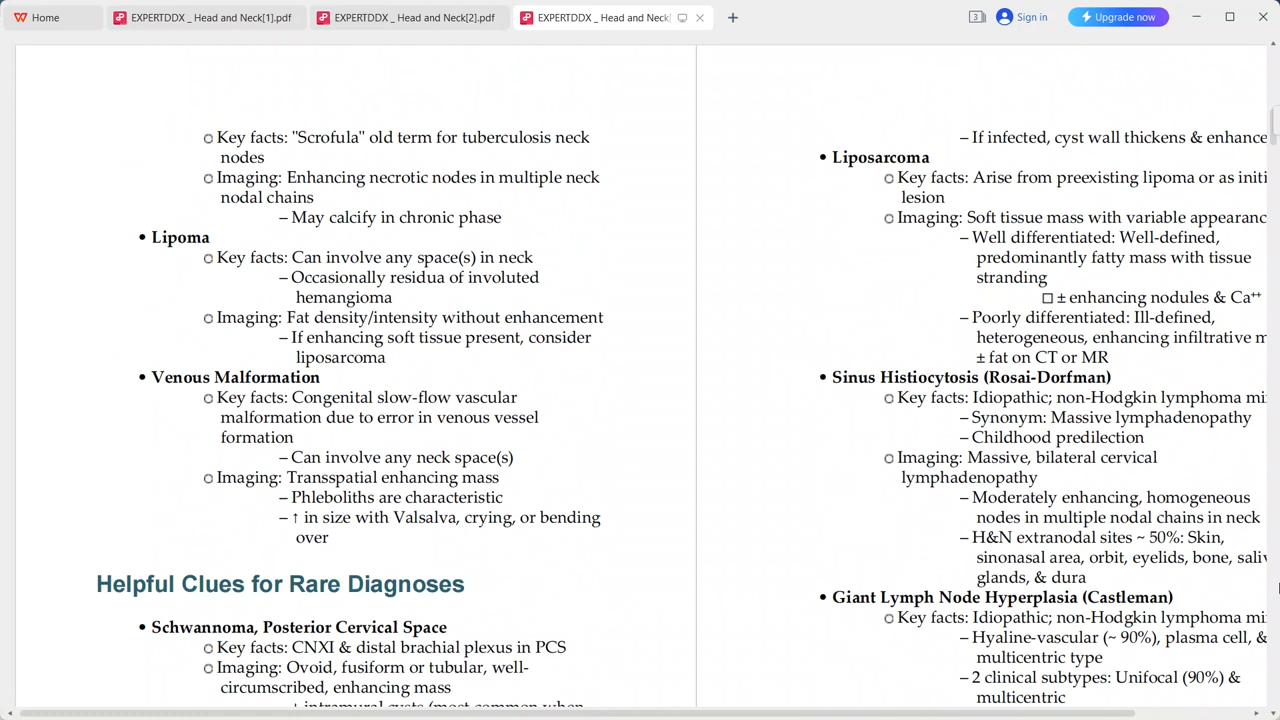 Home
EXPERTDDX _ Head and Neck[1].pdf
EXPERTDDX _ Head and Neck[2].pdf
EXPERTDDX _ Head and Neck[
3
Sign in
Upgrade now
Key facts: "Scrofula" old term for tuberculosis neck
nodes
Imaging: Enhancing necrotic nodes in multiple neck
nodal chains
– May calcify in chronic phase
• Lipoma
Key facts: Can involve any space(s) in neck
– Occasionally residua of involuted
hemangioma
Imaging: Fat density/intensity without enhancement
– If enhancing soft tissue present, consider
liposarcoma
• Venous Malformation
Key facts: Congenital slow-flow vascular
malformation due to error in venous vessel
formation
– Can involve any neck space(s)
Imaging: Transspatial enhancing mass
– Phleboliths are characteristic
– ↑ in size with Valsalva, crying, or bending
over
Helpful Clues for Rare Diagnoses
• Schwannoma, Posterior Cervical Space
Key facts: CNXI & distal brachial plexus in PCS
Imaging: Ovoid, fusiform or tubular, well-
circumscribed, enhancing mass
intramural cysts (most common when
– If infected, cyst wall thickens & enhance
• Liposarcoma
Key facts: Arise from preexisting lipoma or as initi
lesion
Imaging: Soft tissue mass with variable appearanc
– Well differentiated: Well-defined,
predominantly fatty mass with tissue
stranding
□ ± enhancing nodules & Ca⁺⁺
– Poorly differentiated: Ill-defined,
heterogeneous, enhancing infiltrative m
± fat on CT or MR
• Sinus Histiocytosis (Rosai-Dorfman)
Key facts: Idiopathic; non-Hodgkin lymphoma mi
– Synonym: Massive lymphadenopathy
– Childhood predilection
Imaging: Massive, bilateral cervical
lymphadenopathy
– Moderately enhancing, homogeneous
nodes in multiple nodal chains in neck
– H&N extranodal sites ~ 50%: Skin,
sinonasal area, orbit, eyelids, bone, saliv
glands, & dura
• Giant Lymph Node Hyperplasia (Castleman)
Key facts: Idiopathic; non-Hodgkin lymphoma mi
– Hyaline-vascular (~ 90%), plasma cell, &
multicentric type
– 2 clinical subtypes: Unifocal (90%) &
multicentric